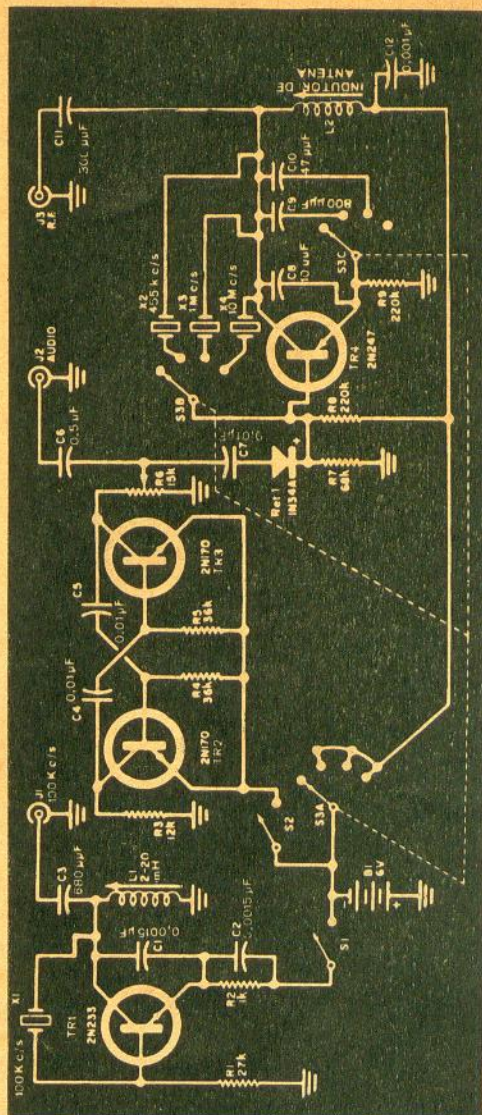 100Kc/s
X1
TR1
2N233
R1
27k
C1
0,0015µF
R2
1k
C2
0,0015µF
L1
2-20
mH
C3
680µµF
J1
100 Kc/s
S1
B1
6V
S2
S3A
R3
12k
TR2
2N170
C4
0,01µF
R4
36k
R5
36k
C5
0,01µF
2N170
TR3
R6
15k
C6
0,5µF
J2
AUDIO
C7
0,01µF
Ret1
1N34A
R7
68k
R8
220k
S3B
X2
455kc/s
X3
1Mc/s
X4
10Mc/s
TR4
2N247
C8
10µµF
C9
800µµF
C10
47µµF
S3C
R9
220k
J3
R.F.
C11
300µµF
INDUTOR DE
ANTENA
L2
C12
0,001µF